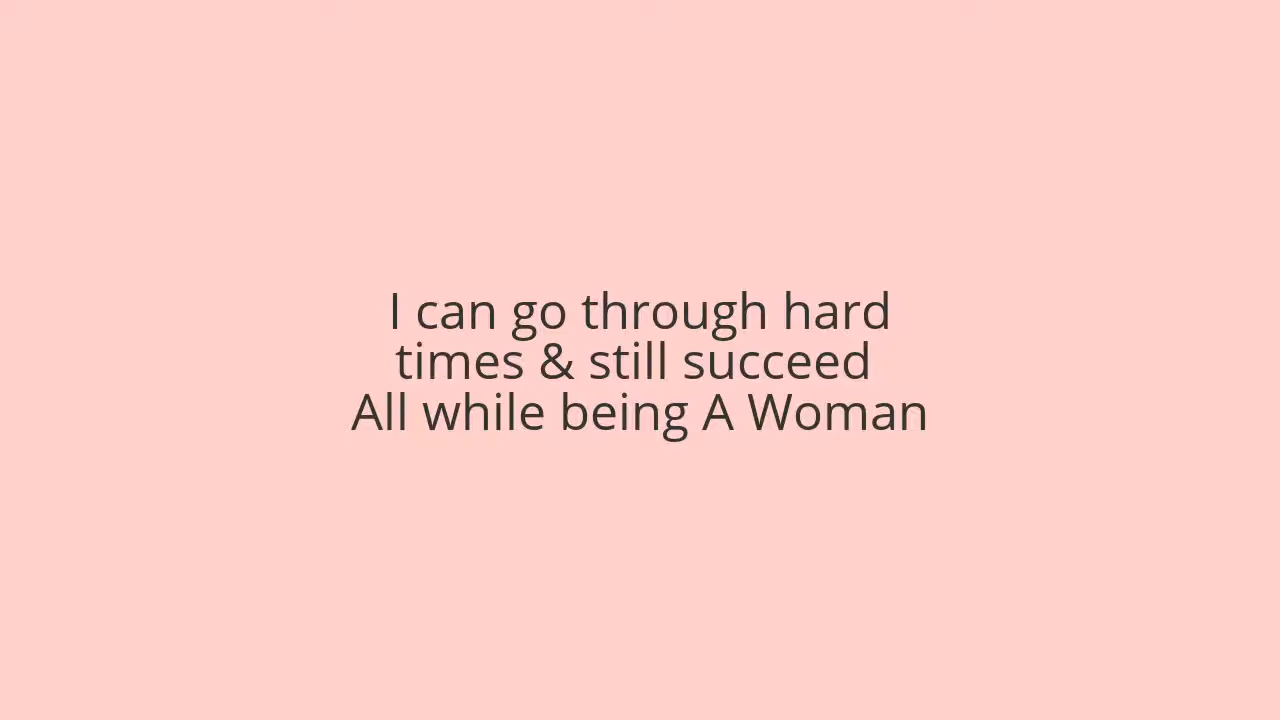 I can go through hard
times & still succeed
All while being A Woman